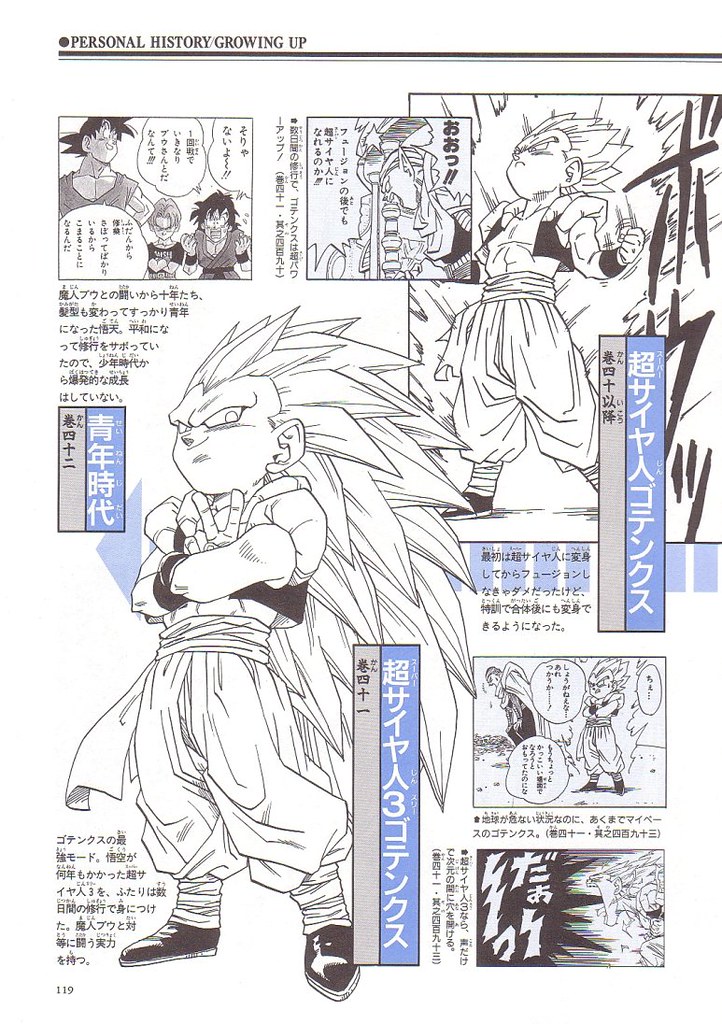 ●PERSONAL HISTORY/GROWING UP
おおっ!!
フュージョンの後でも
超サイヤ人に
なれるのか!!
➡数日間の修行で、ゴテンクスは超パワ
ーアップ!(巻四十一・其之四百九十)
そりゃ
ないよ〜!!
1回戦で
いきなり
ブウさんとだ
なんて!!!
ふだんから
修業
さぼってばかり
いるから
こまることに
なるんだ
超サイヤ人ゴテンクス
巻四十以降
最初は超サイヤ人に変身
してからフュージョンし
なきゃダメだったけど、
特訓で合体後にも変身で
きるようになった。
魔人ブウとの闘いから十年たち、
髪型も変わってすっかり青年
になった悟天。平和にな
って修行をサボってい
たので、少年時代か
ら爆発的な成長
はしていない。
青年時代
巻四十二
超サイヤ人3ゴテンクス
巻四十一
ゴテンクスの最
強モード。悟空が
何年もかかった超サ
イヤ人3を、ふたりは数
日間の修行で身につけ
た。魔人ブウと対
等に闘う実力
を持つ。
ちぇ…
しょうがねえな…
あれ
つかうか…
もうちょっと
かっこいい場面で
なろうと
おもってたのにな
⬆地球が危ない状況なのに、あくまでマイペー
スのゴテンクス。(巻四十一・其之四百九十三)
➡超サイヤ人3なら、声だけ
で次元の間に穴を開ける。
(巻四十一・其之四百九十三)
119